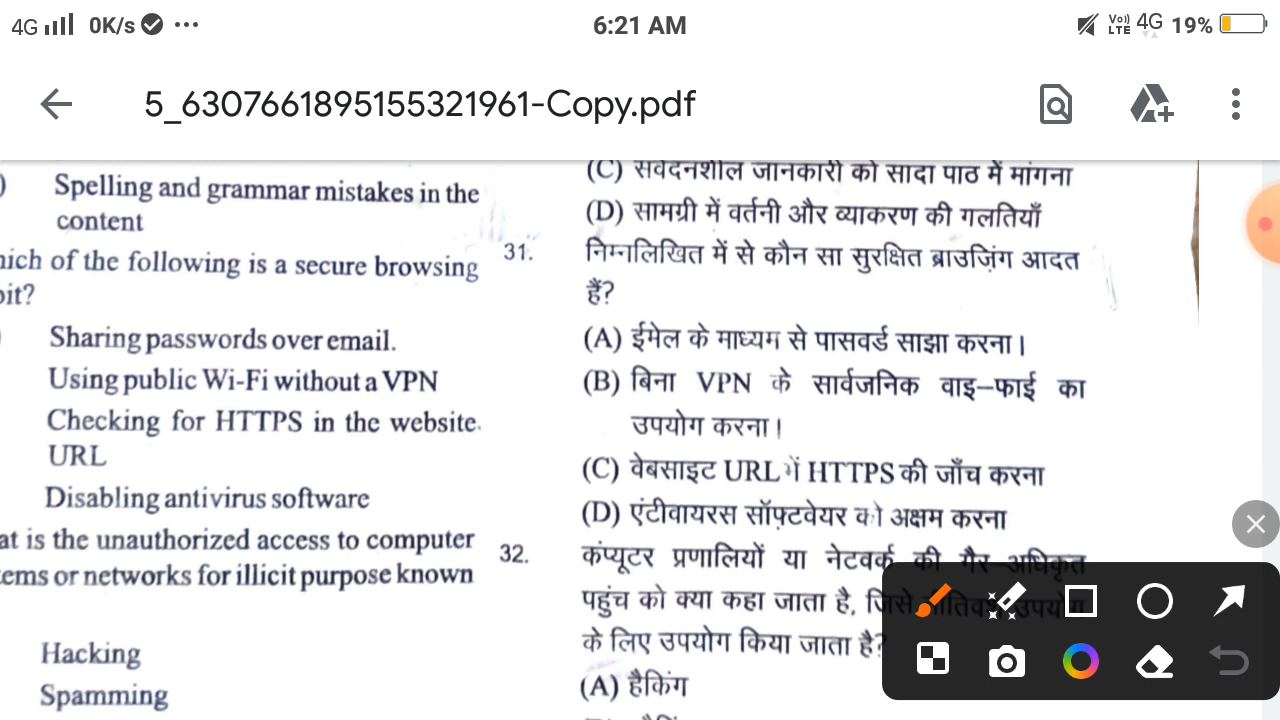 4G 0K/s ...
6:21 AM
Vo)) LTE 4G 19%
5_6307661895155321961-Copy.pdf
Spelling and grammar mistakes in the
content
of the following is a secure browsing
Sharing passwords over email.
Using public Wi-Fi without a VPN
Checking for HTTPS in the website
URL
Disabling antivirus software
is the unauthorized access to computer
or networks for illicit purpose known
Hacking
Spamming
(C) संवेदनशील जानकारी को सादा पाठ में मांगना
(D) सामग्री में वर्तनी और व्याकरण की गलतियाँ
31. निम्नलिखित में से कौन सा सुरक्षित ब्राउज़िंग आदत
हैं?
(A) ईमेल के माध्यम से पासवर्ड साझा करना।
(B) बिना VPN के सार्वजनिक वाइ–फाई का
उपयोग करना।
(C) वेबसाइट URL में HTTPS की जाँच करना
(D) एंटीवायरस सॉफ़्टवेयर को अक्षम करना
32. कंप्यूटर प्रणालियों या नेटवर्क की गैर–अधिकृत
पहुंच को क्या कहा जाता है, जिसे उपयोग
के लिए उपयोग किया जाता है?
(A) हैकिंग